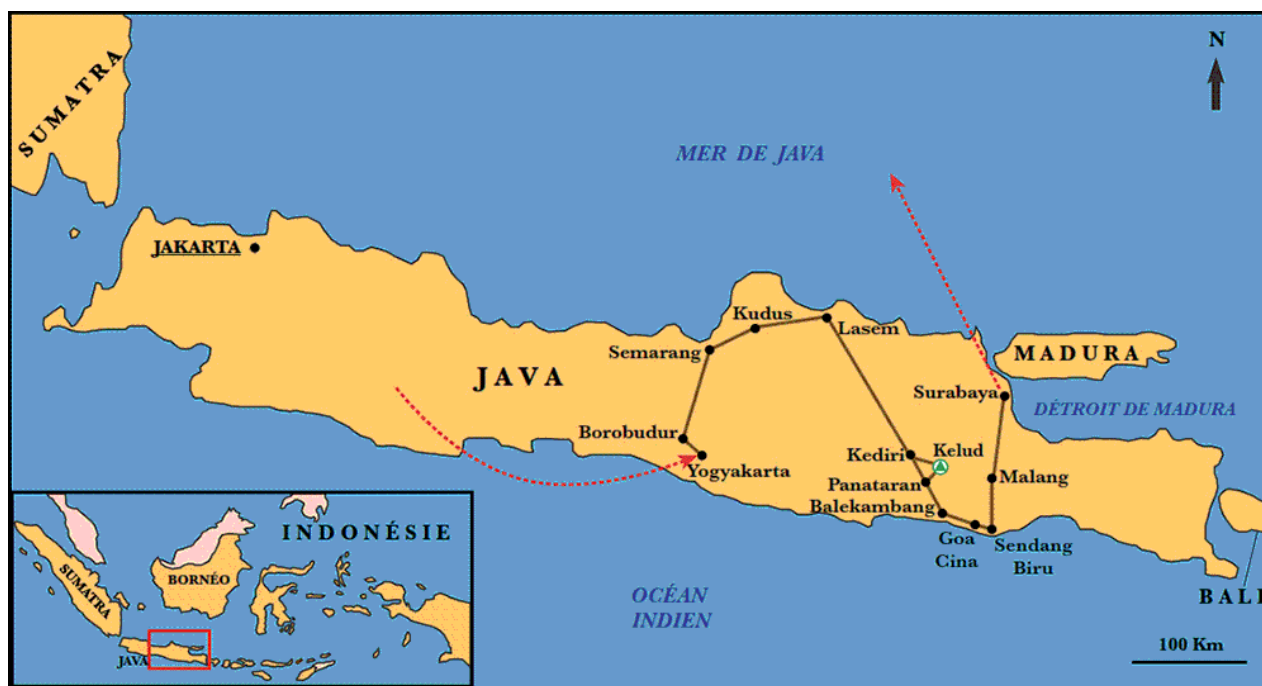 N
SUMATRA
MER DE JAVA
JAKARTA
Kudus
Lasem
Semarang
MADURA
JAVA
Surabaya
DÉTROIT DE MADURA
Borobudur
Yogyakarta
Kediri
Kelud
Panataran
Malang
Balekambang
Goa
Cina
Sendang
Biru
OCÉAN
INDIEN
BALI
100 Km
INDONÉSIE
BORNÉO
SUMATRA
JAVA